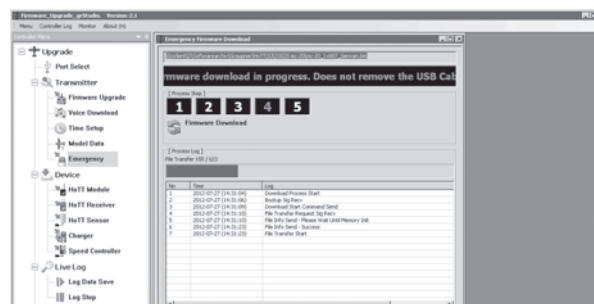 Firmware_Upgrade_grStudio. Version-2.1
Menu Controller Log Monitor About (H)
Controller Menu
Upgrade
Port Select
Transmitter
Firmware Upgrade
Voice Download
Time Setup
Model Data
Emergency
Device
HoTT Module
HoTT Receiver
HoTT Sensor
Charger
Speed Controller
LiveLog
Log Data Save
Log Stop
Emergency Firmware Download
rmware download in progress. Does not remove the USB Cab
[ Process Step ]
1 2 3 4 5
Firmware Download
[ Process Log ]
File Transfer 155 / 623
No Time Log
1 2012-07-27 (14:31:04) Download Process Start
2 2012-07-27 (14:31:06) Bootup Sig Recv
3 2012-07-27 (14:31:09) Download Start Command Send
4 2012-07-27 (14:31:10) File Transfer Request Sig Recv
5 2012-07-27 (14:31:10) File Info Send - Please Wait Until Memory Init
6 2012-07-27 (14:31:23) File Info Send - Success
7 2012-07-27 (14:31:23) File Transfer Start